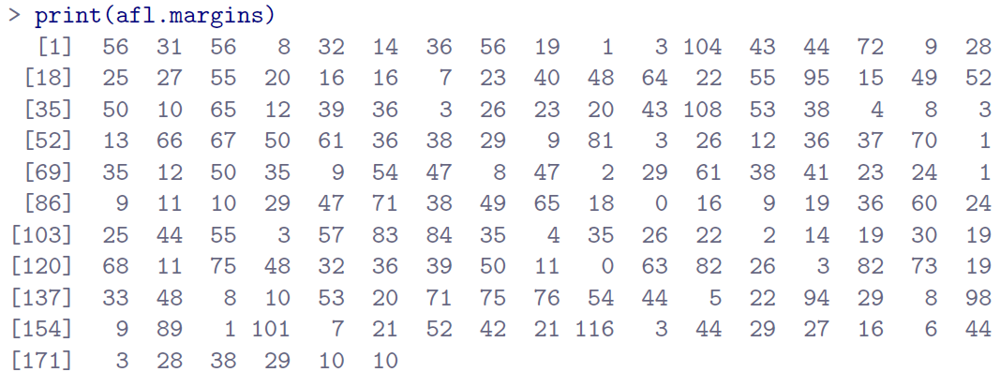 > print(afl.margins)
[1] 56 31 56 8 32 14 36 56 19 1 3 104 43 44 72 9 28
[18] 25 27 55 20 16 16 7 23 40 48 64 22 55 95 15 49 52
[35] 50 10 65 12 39 36 3 26 23 20 43 108 53 38 4 8 3
[52] 13 66 67 50 61 36 38 29 9 81 3 26 12 36 37 70 1
[69] 35 12 50 35 9 54 47 8 47 2 29 61 38 41 23 24 1
[86] 9 11 10 29 47 71 38 49 65 18 0 16 9 19 36 60 24
[103] 25 44 55 3 57 83 84 35 4 35 26 22 2 14 19 30 19
[120] 68 11 75 48 32 36 39 50 11 0 63 82 26 3 82 73 19
[137] 33 48 8 10 53 20 71 75 76 54 44 5 22 94 29 8 98
[154] 9 89 1 101 7 21 52 42 21 116 3 44 29 27 16 6 44
[171] 3 28 38 29 10 10